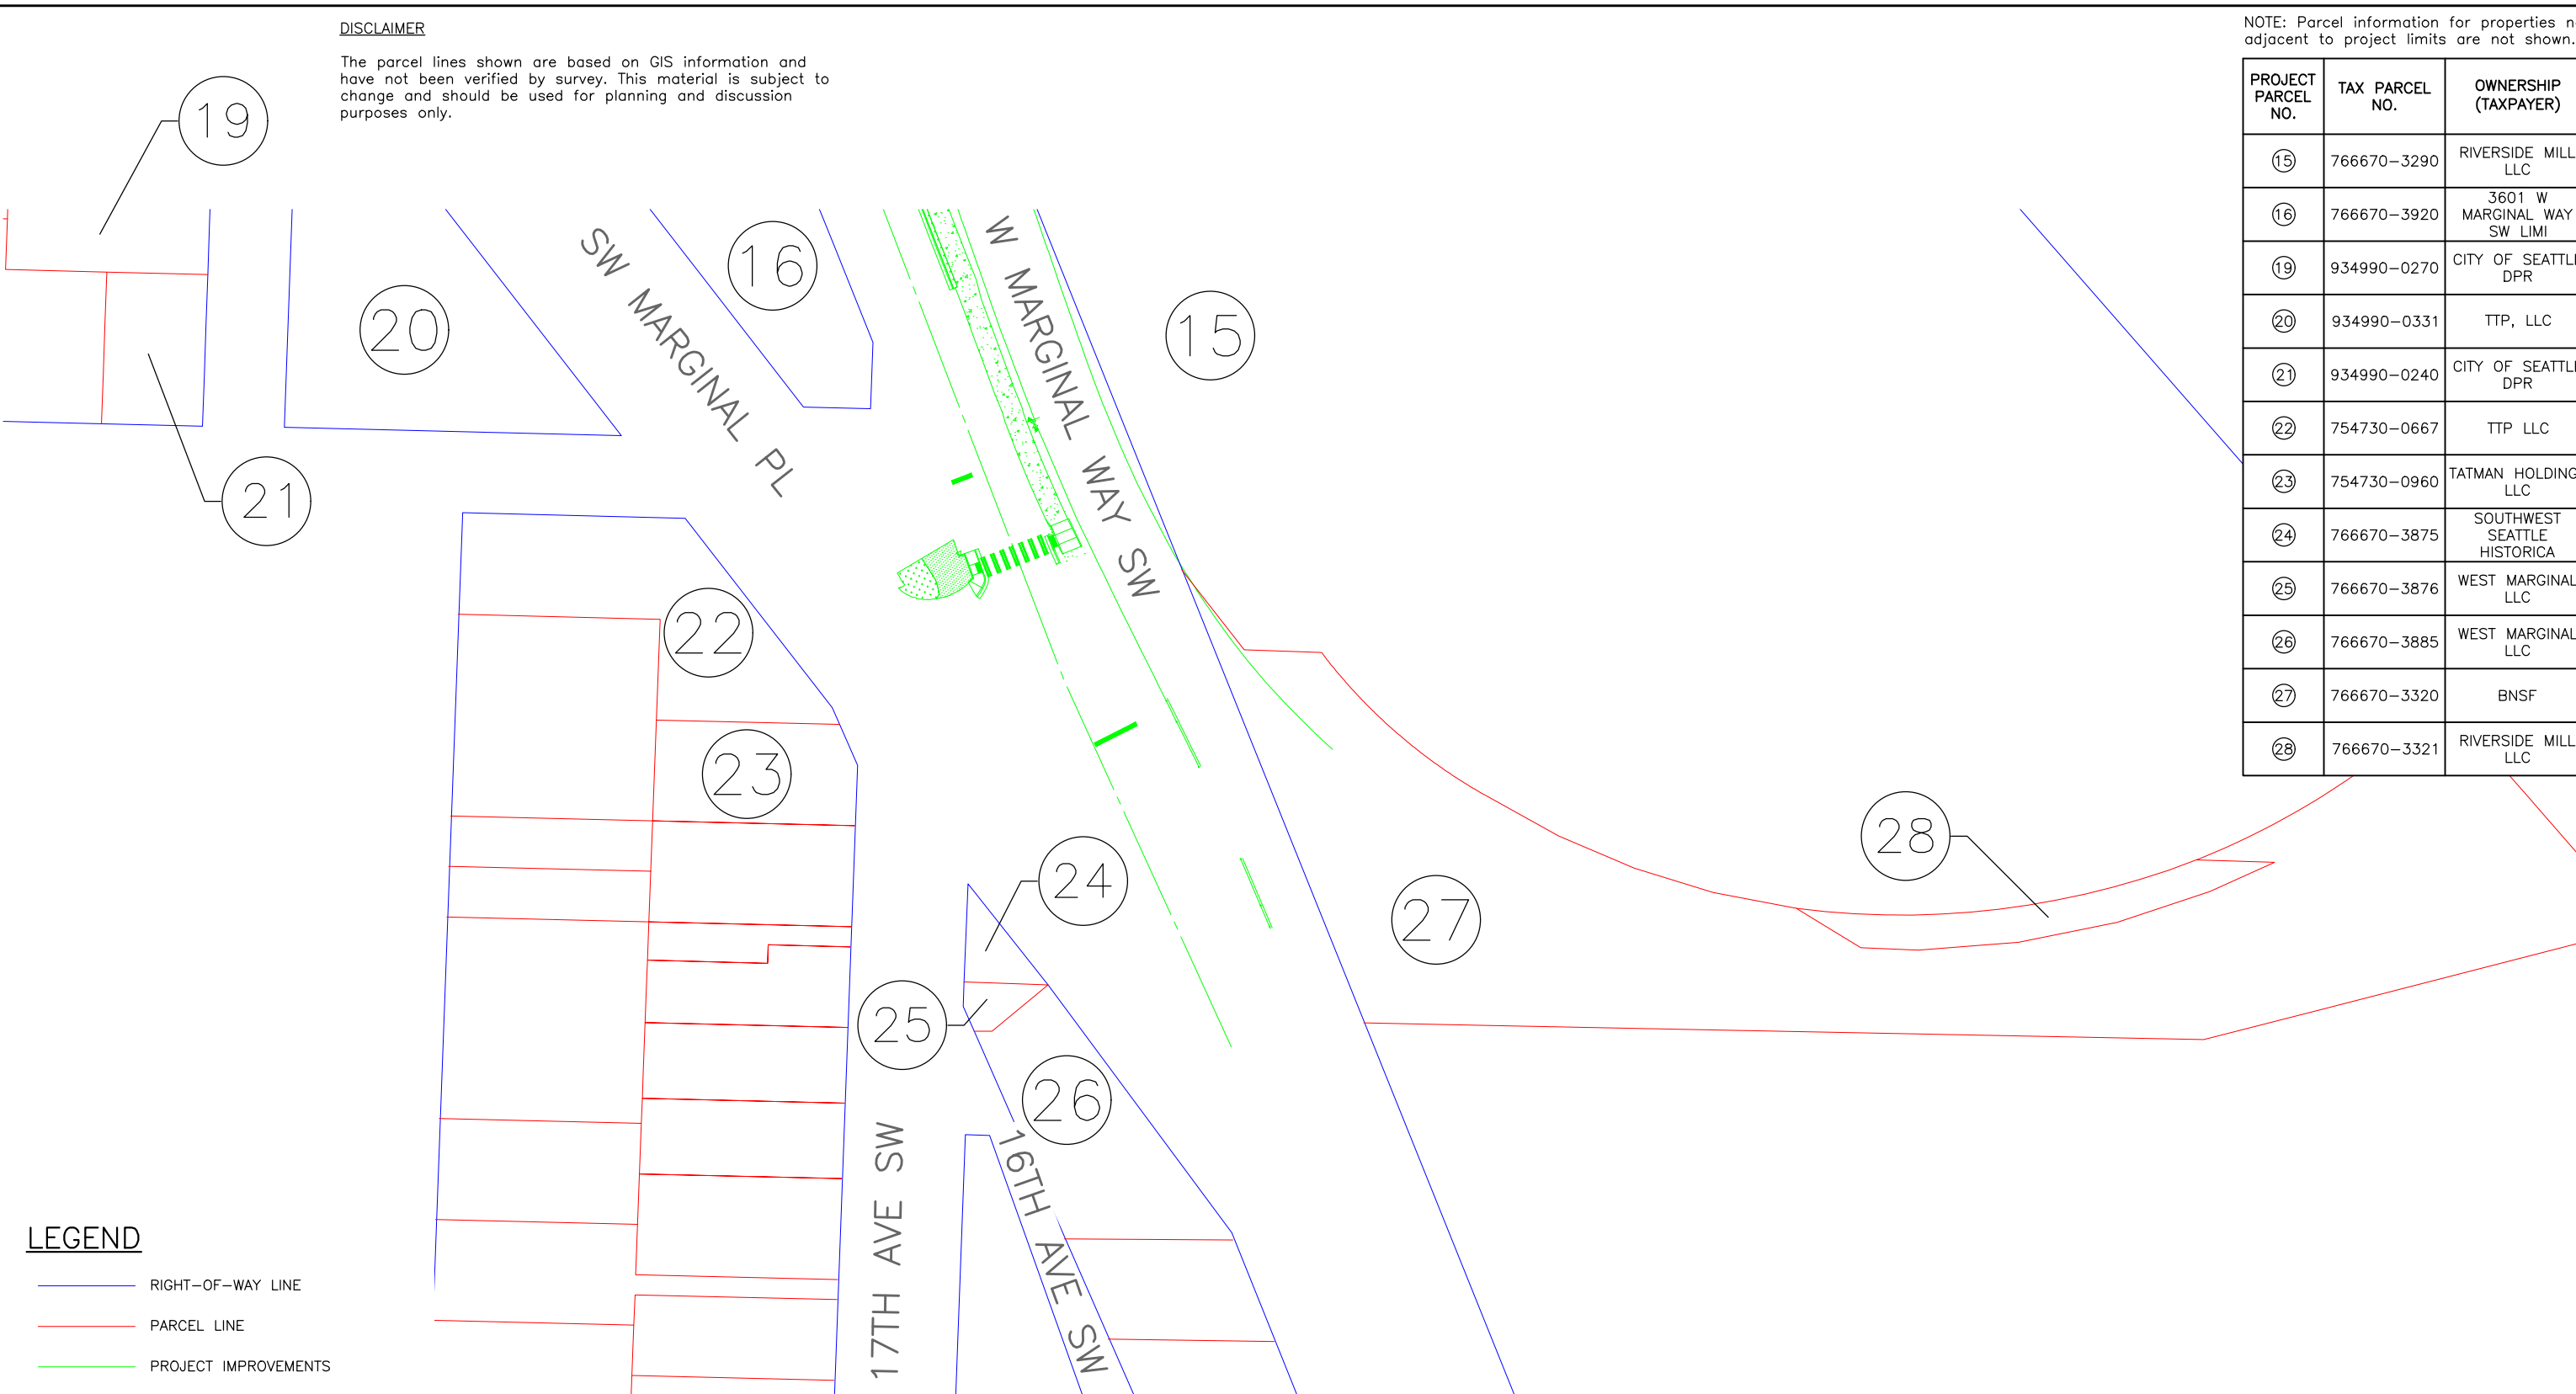 DISCLAIMER
The parcel lines shown are based on GIS information and
have not been verified by survey. This material is subject to
change and should be used for planning and discussion
purposes only.
NOTE: Parcel information for properties n
adjacent to project limits are not shown.
PROJECT PARCEL NO. TAX PARCEL NO. OWNERSHIP (TAXPAYER)
15 766670-3290 RIVERSIDE MILL LLC
16 766670-3920 3601 W MARGINAL WAY SW LIMI
19 934990-0270 CITY OF SEATTLE DPR
20 934990-0331 TTP, LLC
21 934990-0240 CITY OF SEATTLE DPR
22 754730-0667 TTP LLC
23 754730-0960 TATMAN HOLDING LLC
24 766670-3875 SOUTHWEST SEATTLE HISTORICA
25 766670-3876 WEST MARGINAL LLC
26 766670-3885 WEST MARGINAL LLC
27 766670-3320 BNSF
28 766670-3321 RIVERSIDE MILL LLC
19
16
20
15
21
SW MARGINAL PL
W MARGINAL WAY SW
22
23
24
28
27
25
26
17TH AVE SW
16TH AVE SW
LEGEND
RIGHT-OF-WAY LINE
PARCEL LINE
PROJECT IMPROVEMENTS